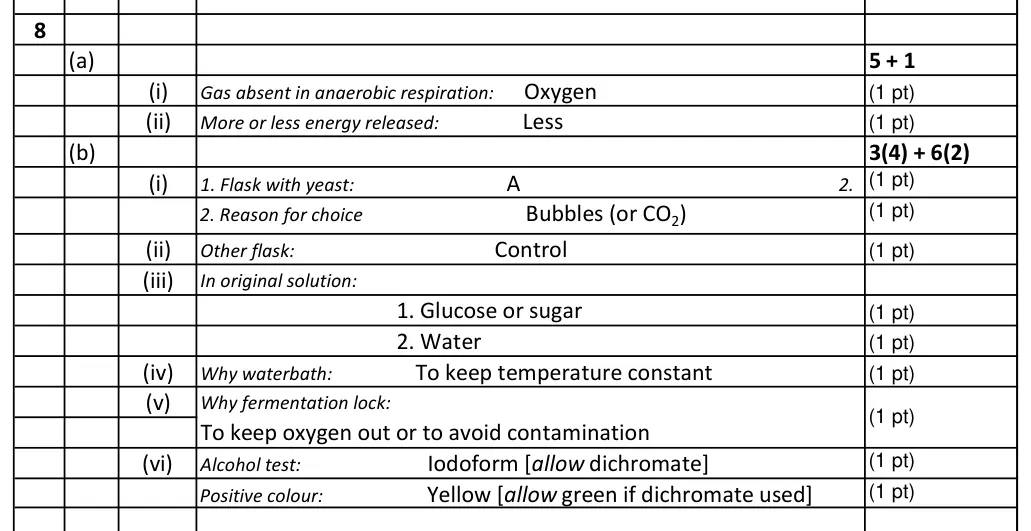 8
(a) 5 + 1
(i) Gas absent in anaerobic respiration: Oxygen (1 pt)
(ii) More or less energy released: Less (1 pt)
(b) 3(4) + 6(2)
(i) 1. Flask with yeast: A 2. (1 pt)
2. Reason for choice Bubbles (or CO₂) (1 pt)
(ii) Other flask: Control (1 pt)
(iii) In original solution:
1. Glucose or sugar (1 pt)
2. Water (1 pt)
(iv) Why waterbath: To keep temperature constant (1 pt)
(v) Why fermentation lock: (1 pt)
To keep oxygen out or to avoid contamination
(vi) Alcohol test: Iodoform [allow dichromate] (1 pt)
Positive colour: Yellow [allow green if dichromate used] (1 pt)